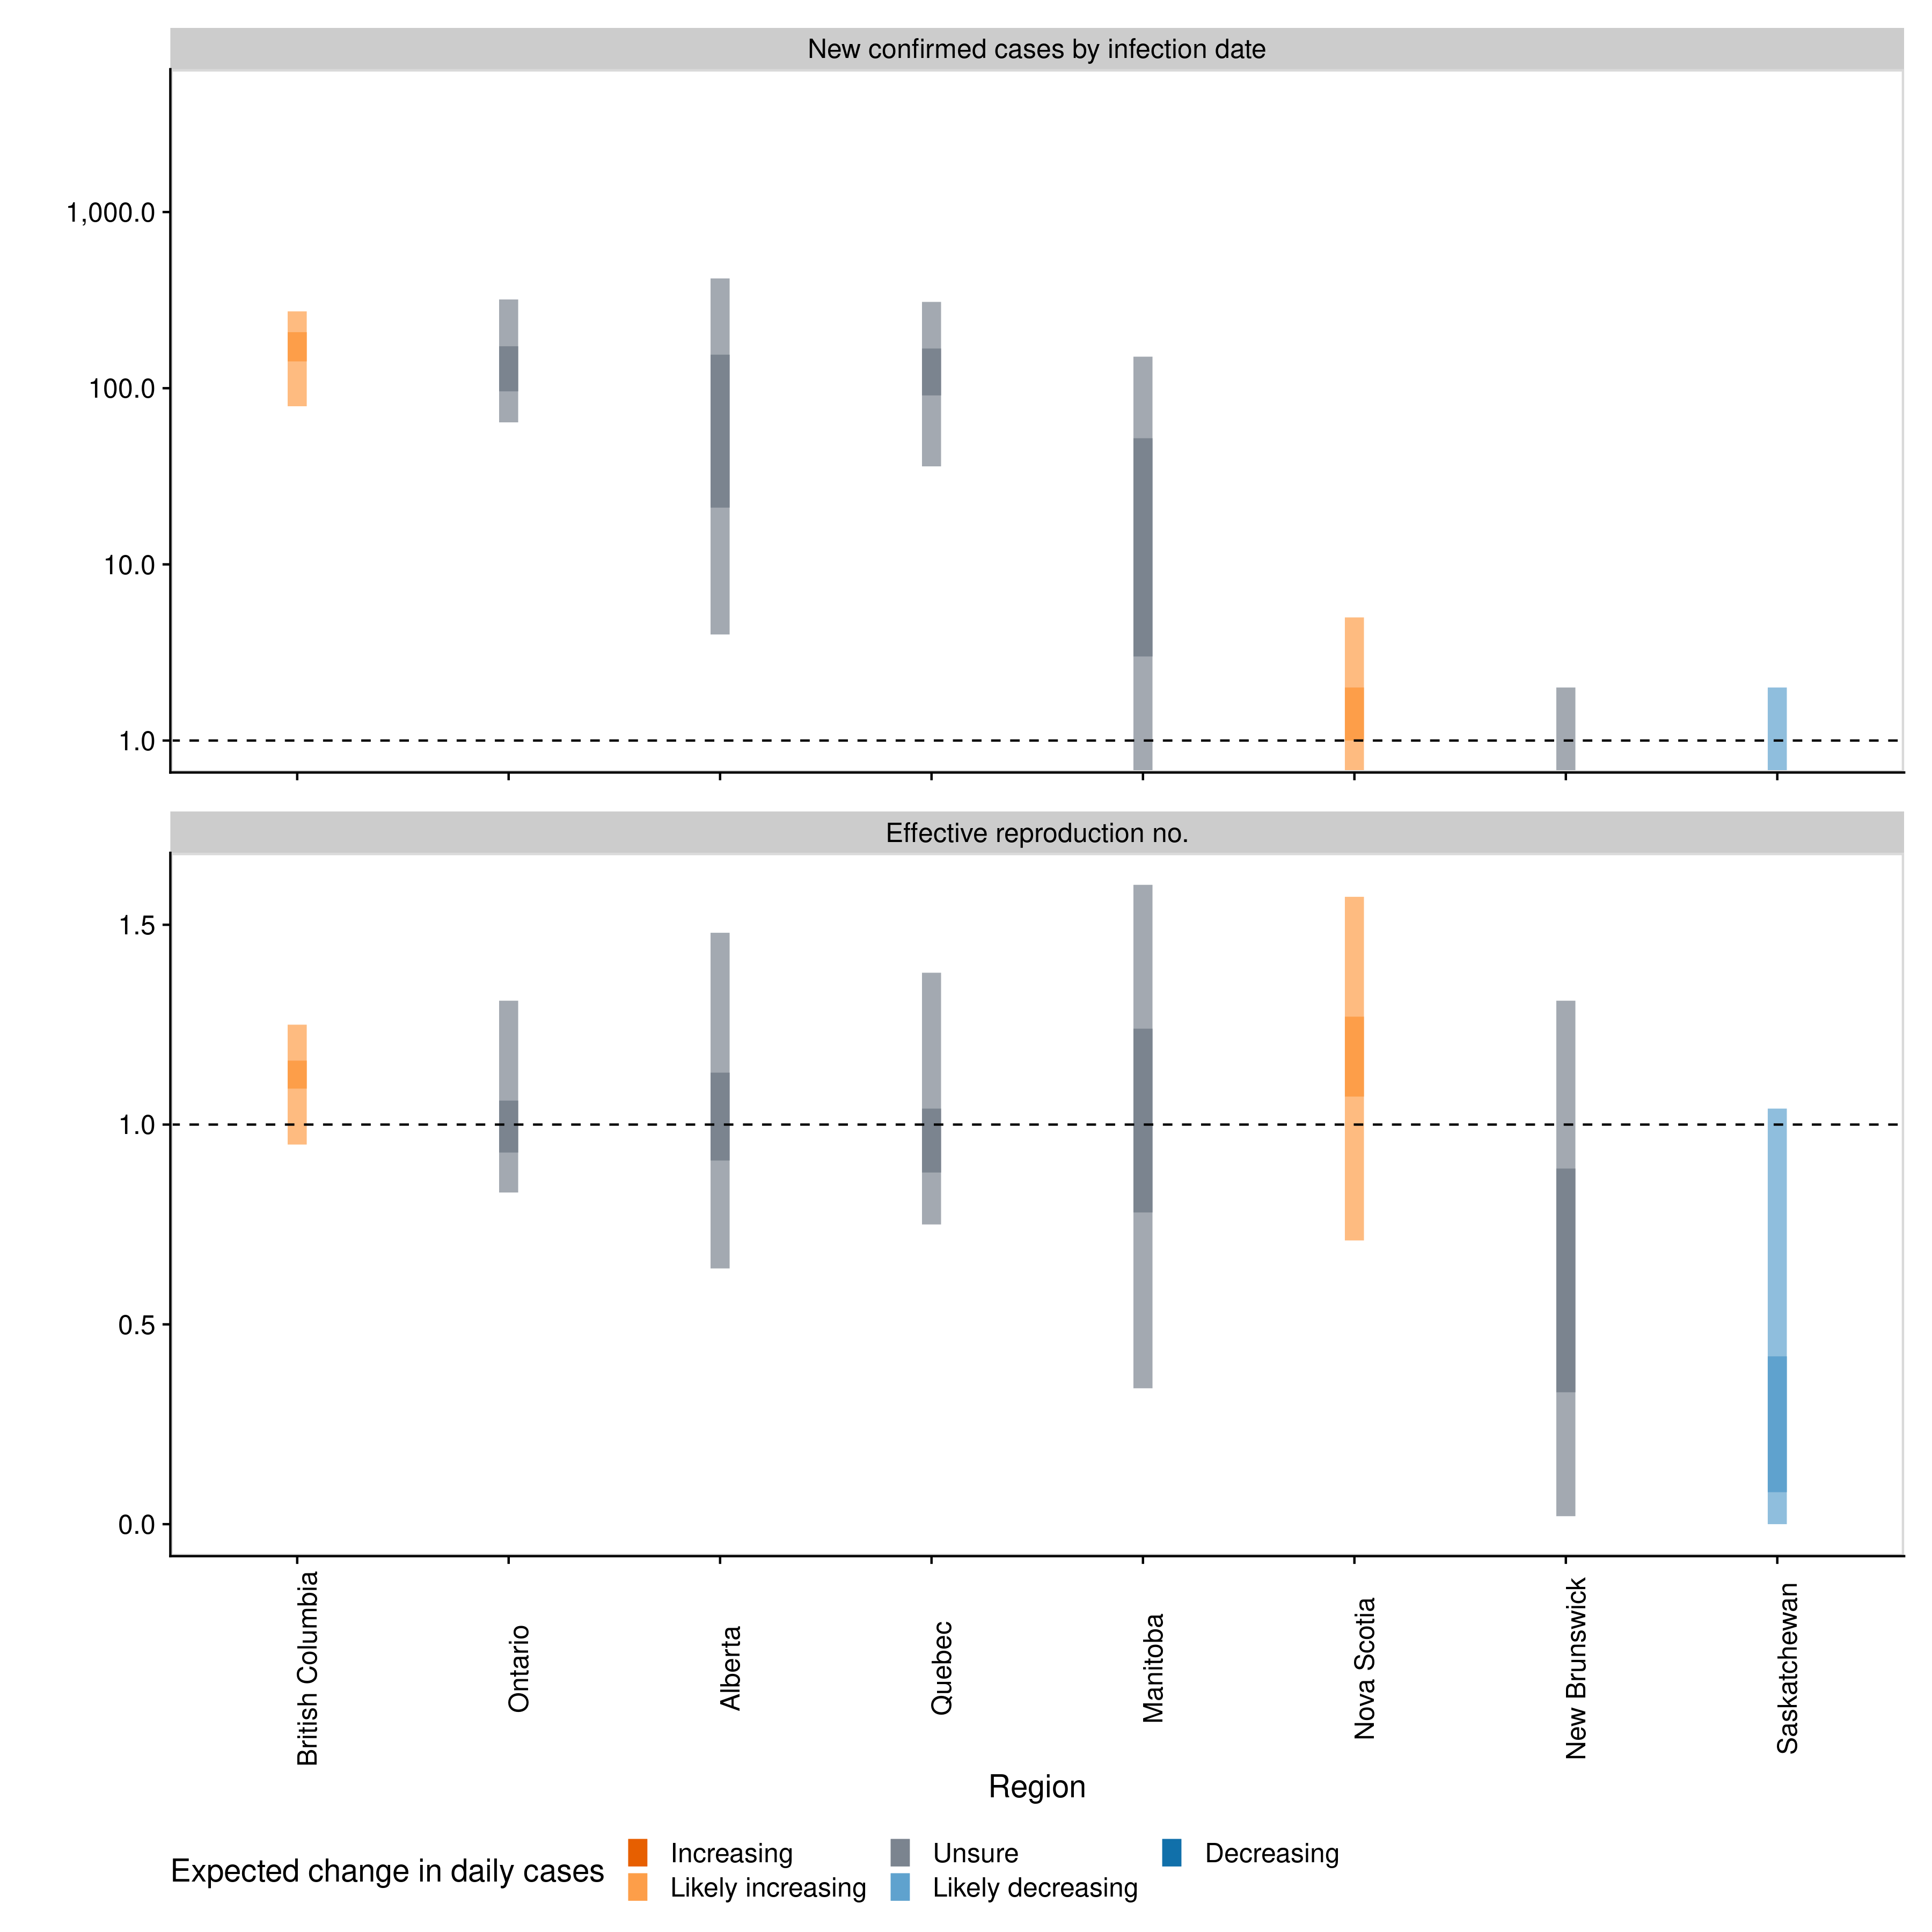 New confirmed cases by infection date
1,000.0
100.0
10.0
1.0
Effective reproduction no.
1.5
1.0
0.5
0.0
British Columbia
Ontario
Alberta
Quebec
Manitoba
Nova Scotia
New Brunswick
Saskatchewan
Region
Expected change in daily cases
Increasing
Likely increasing
Unsure
Likely decreasing
Decreasing